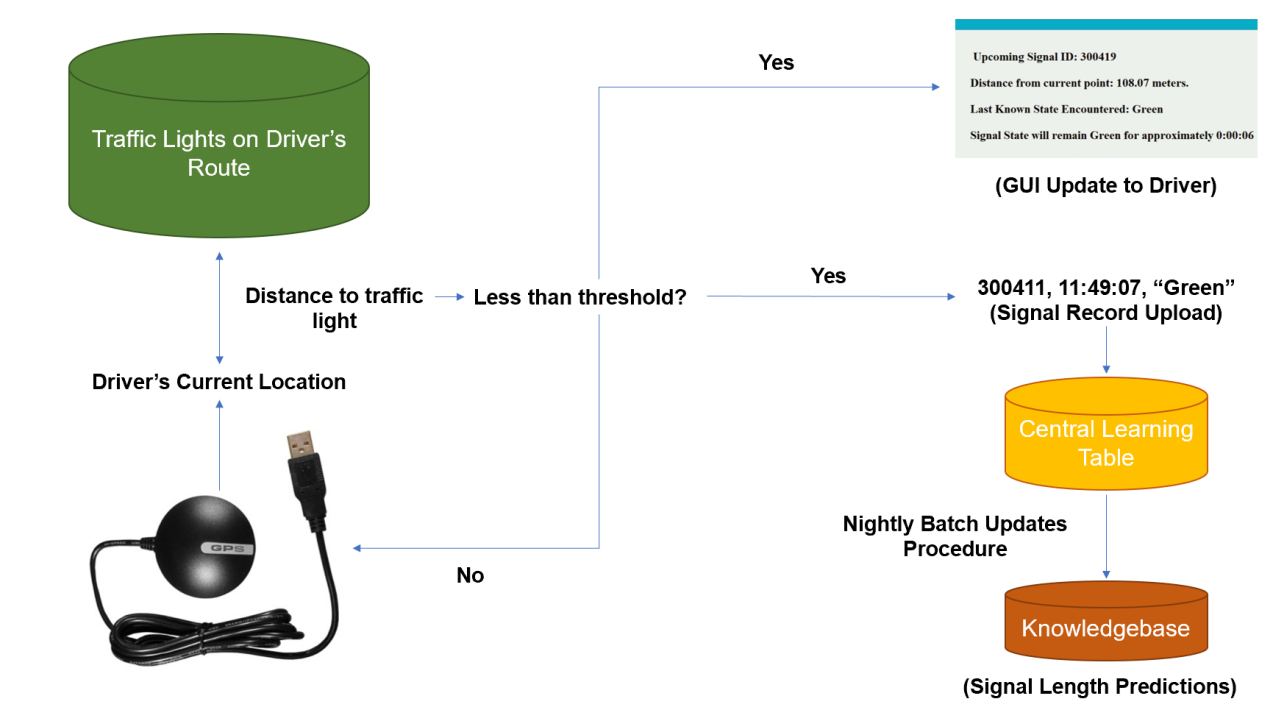 Traffic Lights on Driver’s
Route
Yes
Upcoming Signal ID: 300419
Distance from current point: 108.07 meters.
Last Known State Encountered: Green
Signal State will remain Green for approximately 0:00:06
(GUI Update to Driver)
Distance to traffic
light
Less than threshold?
Yes
300411, 11:49:07, “Green”
(Signal Record Upload)
Driver’s Current Location
Central Learning
Table
GPS
No
Nightly Batch Updates
Procedure
Knowledgebase
(Signal Length Predictions)